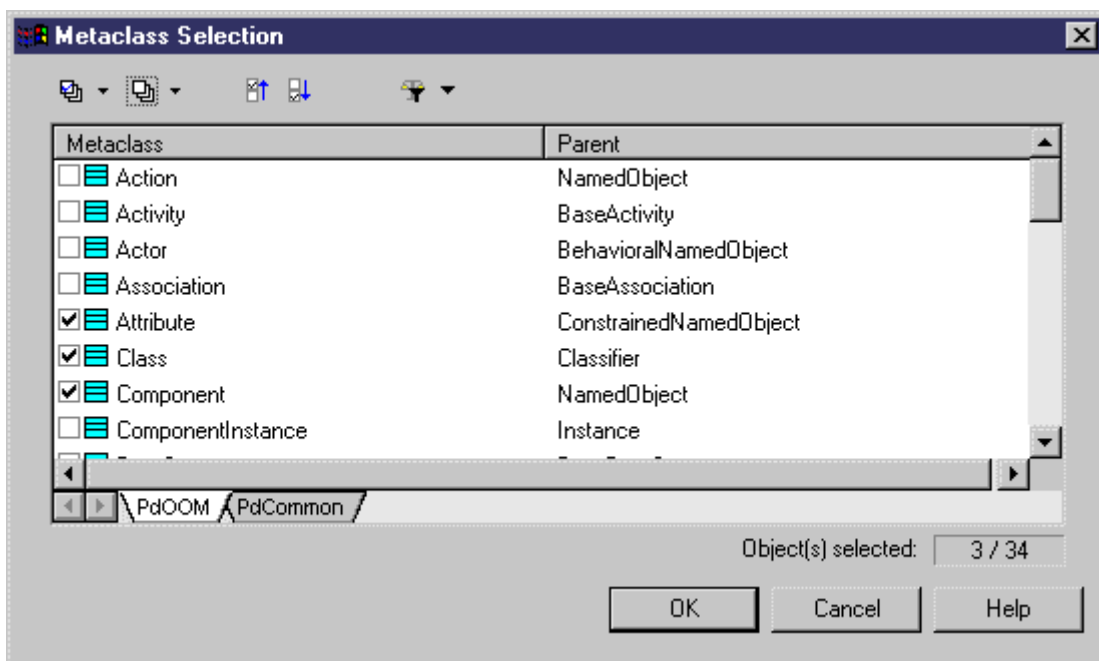 Metaclass Selection
Metaclass Parent
Action NamedObject
Activity BaseActivity
Actor BehavioralNamedObject
Association BaseAssociation
Attribute ConstrainedNamedObject
Class Classifier
Component NamedObject
ComponentInstance Instance
PdOOM PdCommon
Object(s) selected: 3 / 34
OK Cancel Help